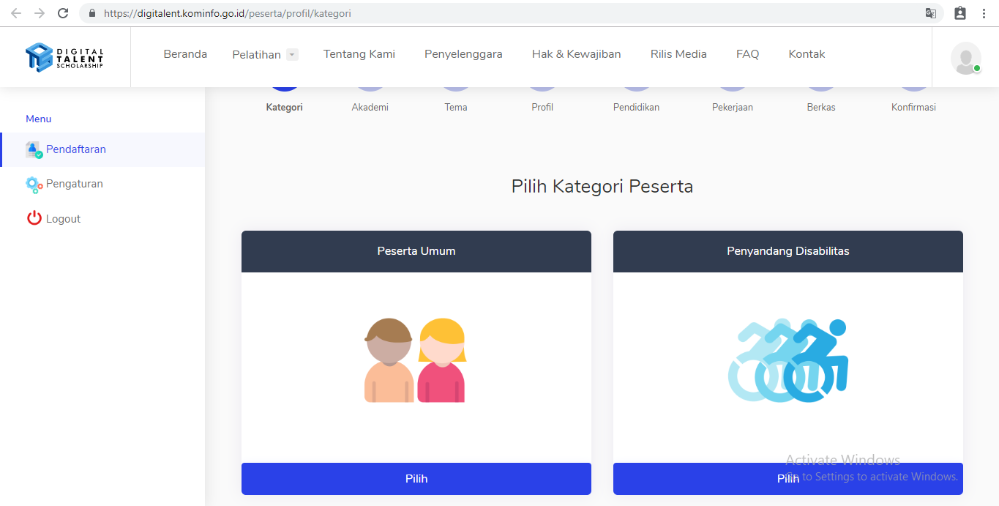 https://digitalent.kominfo.go.id/peserta/profil/kategori
DIGITAL
TALENT
SCHOLARSHIP
Beranda Pelatihan Tentang Kami Penyelenggara Hak & Kewajiban Rilis Media FAQ Kontak
Kategori Akademi Tema Profil Pendidikan Pekerjaan Berkas Konfirmasi
Menu
Pendaftaran
Pengaturan
Logout
Pilih Kategori Peserta
Peserta Umum
Pilih
Penyandang Disabilitas
Pilih
Activate Windows
Go to Settings to activate Windows.